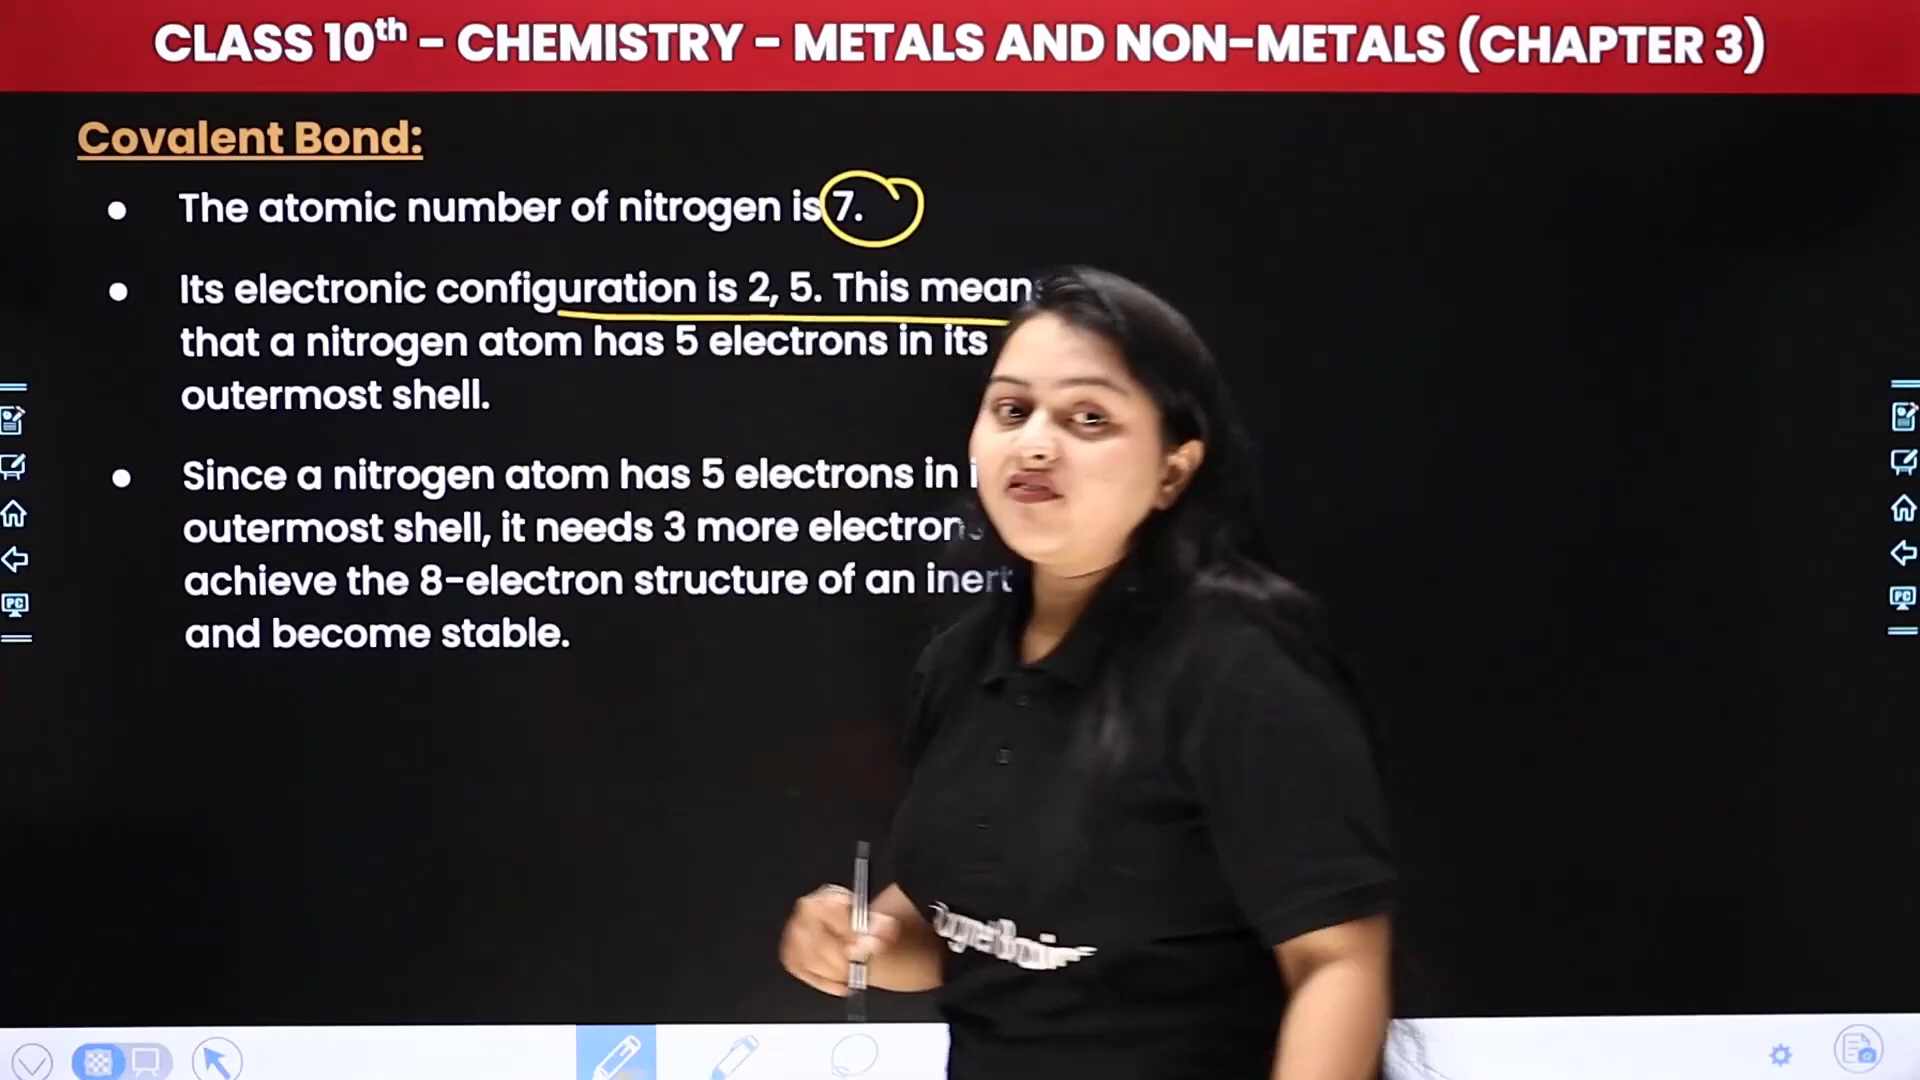 CLASS 10th - CHEMISTRY - METALS AND NON-METALS (CHAPTER 3)
Covalent Bond:
● The atomic number of nitrogen is 7.
● Its electronic configuration is 2, 5. This mean
that a nitrogen atom has 5 electrons in its
outermost shell.
● Since a nitrogen atom has 5 electrons in
outermost shell, it needs 3 more electrons
achieve the 8-electron structure of an inert
and become stable.
PC
PC